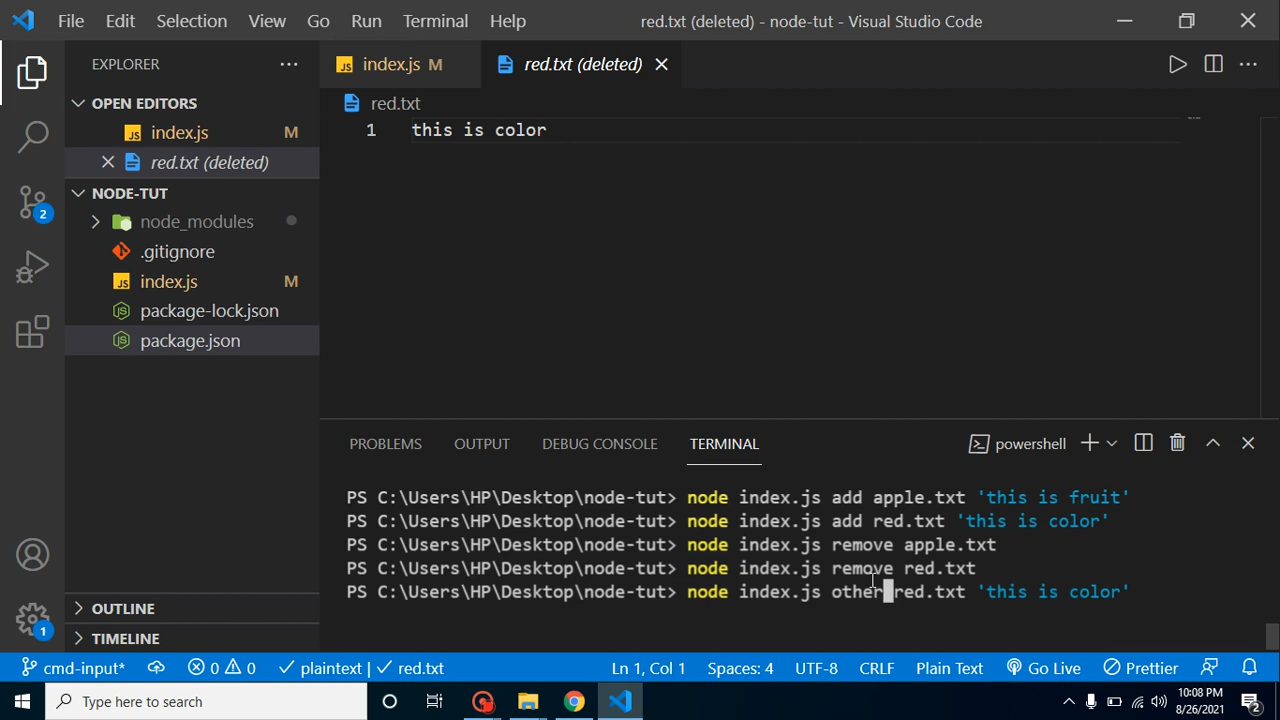 File Edit Selection View Go Run Terminal Help red.txt (deleted) - node-tut - Visual Studio Code
EXPLORER
OPEN EDITORS
JS index.js M
red.txt (deleted)
NODE-TUT
node_modules
.gitignore
JS index.js M
package-lock.json
package.json
OUTLINE
TIMELINE
2
1
JS index.js M red.txt (deleted)
red.txt
1 this is color
PROBLEMS OUTPUT DEBUG CONSOLE TERMINAL powershell
PS C:\Users\HP\Desktop\node-tut> node index.js add apple.txt 'this is fruit'
PS C:\Users\HP\Desktop\node-tut> node index.js add red.txt 'this is color'
PS C:\Users\HP\Desktop\node-tut> node index.js remove apple.txt
PS C:\Users\HP\Desktop\node-tut> node index.js remove red.txt
PS C:\Users\HP\Desktop\node-tut> node index.js other red.txt 'this is color'
cmd-input* 0 0 plaintext | red.txt Ln 1, Col 1 Spaces: 4 UTF-8 CRLF Plain Text Go Live Prettier
Type here to search
10:08 PM
8/26/2021
2